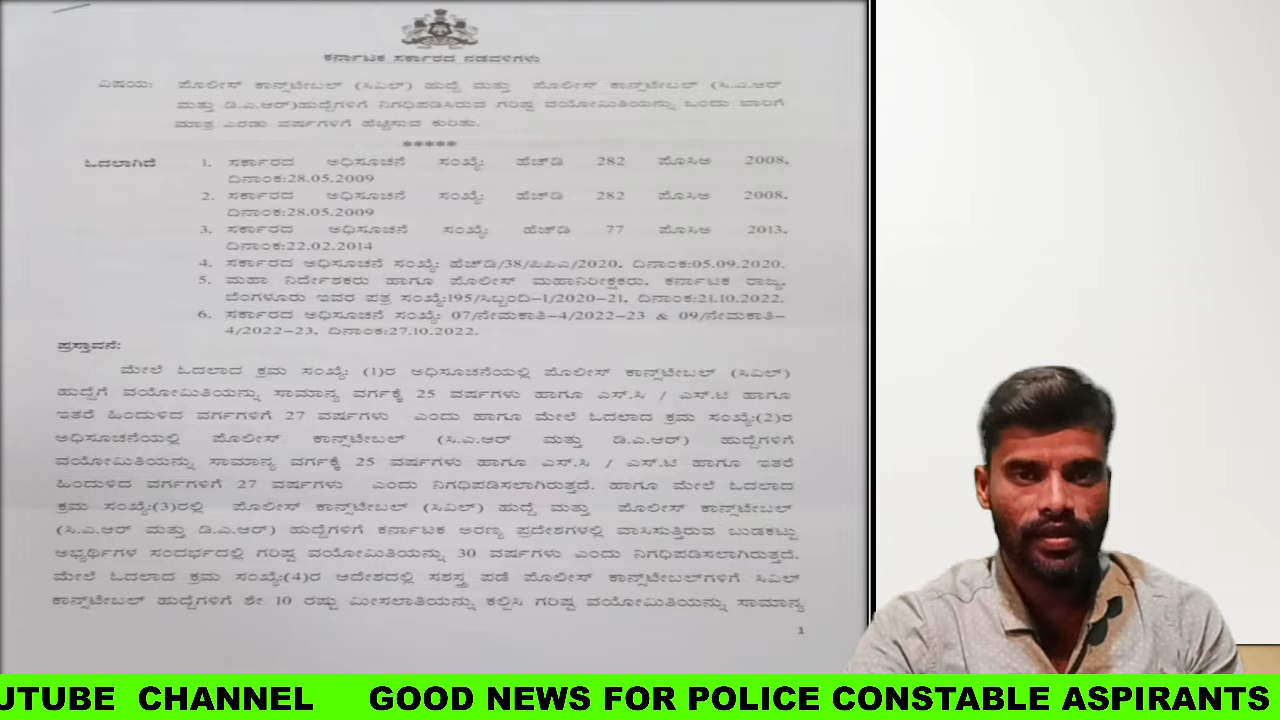 ಕರ್ನಾಟಕ ಸರ್ಕಾರದ ನಡವಳಿಗಳು
ವಿಷಯ: ಪೊಲೀಸ್ ಕಾನ್ಸ್‌ಟೇಬಲ್ (ಸಿವಿಲ್) ಹುದ್ದೆ ಮತ್ತು ಪೊಲೀಸ್ ಕಾನ್ಸ್‌ಟೇಬಲ್ (ಸಿ.ಎ.ಆರ್
ಮತ್ತು ಡಿ.ಎ.ಆರ್)ಹುದ್ದೆಗಳಿಗೆ ನಿಗಧಿಪಡಿಸಿರುವ ಗರಿಷ್ಠ ವಯೋಮಿತಿಯನ್ನು ಒಂದು ಬಾರಿಗೆ
ಮಾತ್ರ ಎರಡು ವರ್ಷಗಳಿಗೆ ಹೆಚ್ಚಿಸುವ ಕುರಿತು.
*****
ಓದಲಾಗಿದೆ 1. ಸರ್ಕಾರದ ಅಧಿಸೂಚನೆ ಸಂಖ್ಯೆ: ಹೆಚ್‌ಡಿ 282 ಪೊಸಿಇ 2008,
ದಿನಾಂಕ:28.05.2009
2. ಸರ್ಕಾರದ ಅಧಿಸೂಚನೆ ಸಂಖ್ಯೆ: ಹೆಚ್‌ಡಿ 282 ಪೊಸಿಇ 2008,
ದಿನಾಂಕ:28.05.2009
3. ಸರ್ಕಾರದ ಅಧಿಸೂಚನೆ ಸಂಖ್ಯೆ: ಹೆಚ್‌ಡಿ 77 ಪೊಸಿಇ 2013,
ದಿನಾಂಕ:22.02.2014
4. ಸರ್ಕಾರದ ಅಧಿಸೂಚನೆ ಸಂಖ್ಯೆ: ಹೆಚ್‌ಡಿ/38/ಪಿಪಿಎ/2020, ದಿನಾಂಕ:05.09.2020.
5. ಮಹಾ ನಿರ್ದೇಶಕರು ಹಾಗೂ ಪೊಲೀಸ್ ಮಹಾನಿರೀಕ್ಷಕರು, ಕರ್ನಾಟಕ ರಾಜ್ಯ,
ಬೆಂಗಳೂರು ಇವರ ಪತ್ರ ಸಂಖ್ಯೆ:195/ಸಿಬ್ಬಂದಿ-1/2020-21, ದಿನಾಂಕ:21.10.2022.
6. ಸರ್ಕಾರದ ಅಧಿಸೂಚನೆ ಸಂಖ್ಯೆ: 07/ನೇಮಕಾತಿ-4/2022-23 & 09/ನೇಮಕಾತಿ-
4/2022-23, ದಿನಾಂಕ:27.10.2022.
ಪ್ರಸ್ತಾವನೆ:
ಮೇಲೆ ಓದಲಾದ ಕ್ರಮ ಸಂಖ್ಯೆ: (1)ರ ಅಧಿಸೂಚನೆಯಲ್ಲಿ ಪೊಲೀಸ್ ಕಾನ್ಸ್‌ಟೇಬಲ್ (ಸಿವಿಲ್)
ಹುದ್ದೆಗೆ ವಯೋಮಿತಿಯನ್ನು ಸಾಮಾನ್ಯ ವರ್ಗಕ್ಕೆ 25 ವರ್ಷಗಳು ಹಾಗೂ ಎಸ್.ಸಿ / ಎಸ್.ಟಿ ಹಾಗೂ
ಇತರೆ ಹಿಂದುಳಿದ ವರ್ಗಗಳಿಗೆ 27 ವರ್ಷಗಳು ಎಂದು ಹಾಗೂ ಮೇಲೆ ಓದಲಾದ ಕ್ರಮ ಸಂಖ್ಯೆ:(2)ರ
ಅಧಿಸೂಚನೆಯಲ್ಲಿ ಪೊಲೀಸ್ ಕಾನ್ಸ್‌ಟೇಬಲ್ (ಸಿ.ಎ.ಆರ್ ಮತ್ತು ಡಿ.ಎ.ಆರ್) ಹುದ್ದೆಗಳಿಗೆ
ವಯೋಮಿತಿಯನ್ನು ಸಾಮಾನ್ಯ ವರ್ಗಕ್ಕೆ 25 ವರ್ಷಗಳು ಹಾಗೂ ಎಸ್.ಸಿ / ಎಸ್.ಟಿ ಹಾಗೂ ಇತರೆ
ಹಿಂದುಳಿದ ವರ್ಗಗಳಿಗೆ 27 ವರ್ಷಗಳು ಎಂದು ನಿಗಧಿಪಡಿಸಲಾಗಿರುತ್ತದೆ. ಹಾಗೂ ಮೇಲೆ ಓದಲಾದ
ಕ್ರಮ ಸಂಖ್ಯೆ:(3)ರಲ್ಲಿ ಪೊಲೀಸ್ ಕಾನ್ಸ್‌ಟೇಬಲ್ (ಸಿವಿಲ್) ಹುದ್ದೆ ಮತ್ತು ಪೊಲೀಸ್ ಕಾನ್ಸ್‌ಟೇಬಲ್
(ಸಿ.ಎ.ಆರ್ ಮತ್ತು ಡಿ.ಎ.ಆರ್) ಹುದ್ದೆಗಳಿಗೆ ಕರ್ನಾಟಕ ಅರಣ್ಯ ಪ್ರದೇಶಗಳಲ್ಲಿ ವಾಸಿಸುತ್ತಿರುವ ಬುಡಕಟ್ಟು
ಅಭ್ಯರ್ಥಿಗಳ ಸಂದರ್ಭದಲ್ಲಿ ಗರಿಷ್ಠ ವಯೋಮಿತಿಯನ್ನು 30 ವರ್ಷಗಳು ಎಂದು ನಿಗಧಿಪಡಿಸಲಾಗಿರುತ್ತದೆ.
ಮೇಲೆ ಓದಲಾದ ಕ್ರಮ ಸಂಖ್ಯೆ:(4)ರ ಆದೇಶದಲ್ಲಿ ಸಶಸ್ತ್ರ ಪಡೆ ಪೊಲೀಸ್ ಕಾನ್ಸ್‌ಟೇಬಲ್‌ಗಳಿಗೆ ಸಿವಿಲ್
ಕಾನ್ಸ್‌ಟೇಬಲ್ ಹುದ್ದೆಗಳಿಗೆ ಶೇ 10 ರಷ್ಟು ಮೀಸಲಾತಿಯನ್ನು ಕಲ್ಪಿಸಿ ಗರಿಷ್ಠ ವಯೋಮಿತಿಯನ್ನು ಸಾಮಾನ್ಯ
1
UTUBE CHANNEL GOOD NEWS FOR POLICE CONSTABLE ASPIRANTS